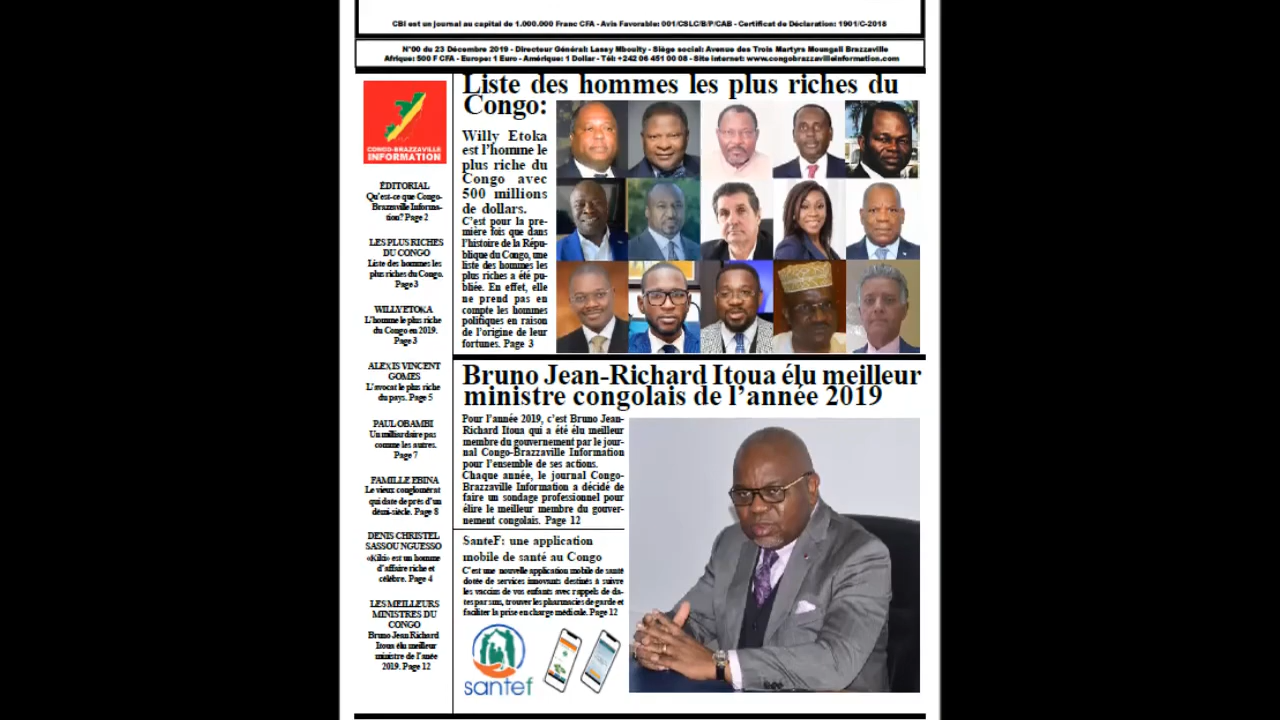 CBI est un journal au capital de 1.000.000 Franc CFA - Avis Favorable: 001/CSLC/B/P/CAB - Certificat de Déclaration: 1901/C-2018
N°00 du 23 Décembre 2019 - Directeur Général: Lassy Mbouity - Siège social: Avenue des Trois Martyrs Moungali Brazzaville
Afrique: 500 F CFA - Europe: 1 Euro - Amérique: 1 Dollar - Tél: +242 06 451 00 08 - Site internet: www.congobrazzavilleinformation.com
CONGO-BRAZZAVILLE
INFORMATION
ÉDITORIAL
Qu'est-ce que Congo-
Brazzaville Informa-
tion? Page 2
LES PLUS RICHES
DU CONGO
Liste des hommes les
plus riches du Congo.
Page 3
WILLY ETOKA
L'homme le plus riche
du Congo en 2019.
Page 3
ALEXIS VINCENT
GOMES
L'avocat le plus riche
du pays. Page 5
PAUL OBAMBI
Un milliardaire pas
comme les autres.
Page 7
FAMILLE EBINA
Le vieux conglomérat
qui date de près d'un
demi-siècle. Page 8
DENIS CHRISTEL
SASSOU NGUESSO
«Kiki» est un homme
d'affaire riche et
célèbre. Page 4
LES MEILLEURS
MINISTRES DU
CONGO
Bruno Jean Richard
Itoua élu meilleur
ministre de l'anée
2019. Page 12
Liste des hommes les plus riches du
Congo:
Willy Etoka
est l'homme le
plus riche du
Congo avec
500 millions
de dollars.
C'est pour la pre-
mière fois que dans
l'histoire de la Répu-
blique du Congo, une
liste des hommes les
plus riches a été pu-
bliée. En effet, elle
ne prend pas en
compte les hommes
politiques en raison
de l'origine de leur
fortunes. Page 3
Bruno Jean-Richard Itoua élu meilleur
ministre congolais de l'année 2019
Pour l'année 2019, c'est Bruno Jean-
Richard Itoua qui a été élu meilleur
membre du gouvernement par le jour-
nal Congo-Brazzaville Information
pour l'ensemble de ses actions.
Chaque année, le journal Congo-
Brazzaville Information a décidé de
faire un sondage professionnel pour
élire le meilleur membre du gouver-
nement congolais. Page 12
SanteF: une application
mobile de santé au Congo
C'est une nouvelle application mobile de santé
dotée de services innovants destinés à suivre
les vaccins de vos enfants avec rappels de da-
tes par sms, trouver les pharmacies de garde et
faciliter la prise en charge médicale. Page 12
santef